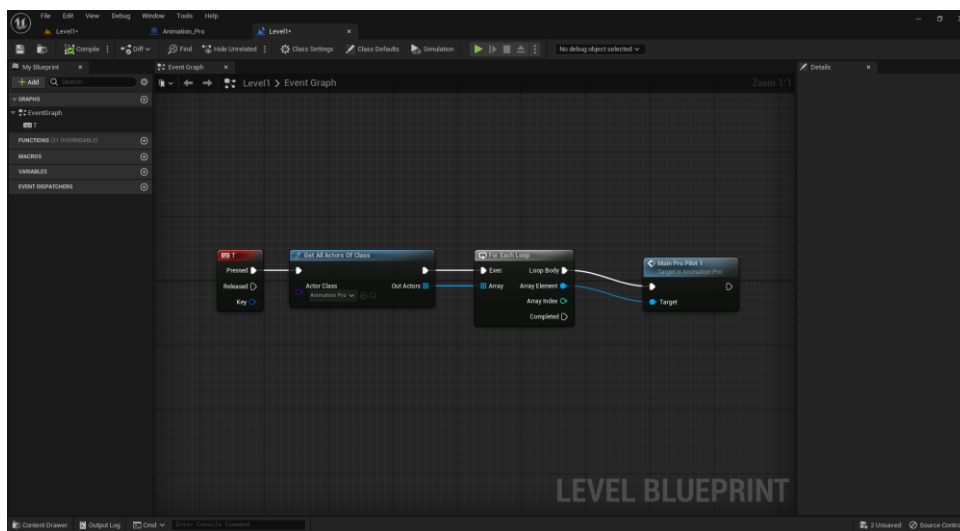 File Edit View Debug Window Tools Help
Level1• Animation_Pro Level1• ×
Compile Diff Find Hide Unrelated Class Settings Class Defaults Simulation No debug object selected
My Blueprint × Event Graph × Details ×
+ Add Search Level1 > Event Graph Zoom 1:1
GRAPHS
EventGraph
T
FUNCTIONS (21 OVERRIDABLE)
MACROS
VARIABLES
EVENT DISPATCHERS
T
Pressed
Released
Key
Get All Actors Of Class
Actor Class Out Actors
Animation Pro
For Each Loop
Exec Loop Body
Array Array Element
Array Index
Completed
Main Pro Pilot 1
Target is Animation Pro
Target
LEVEL BLUEPRINT
Content Drawer Output Log Cmd Enter Console Command 2 Unsaved Source Contro